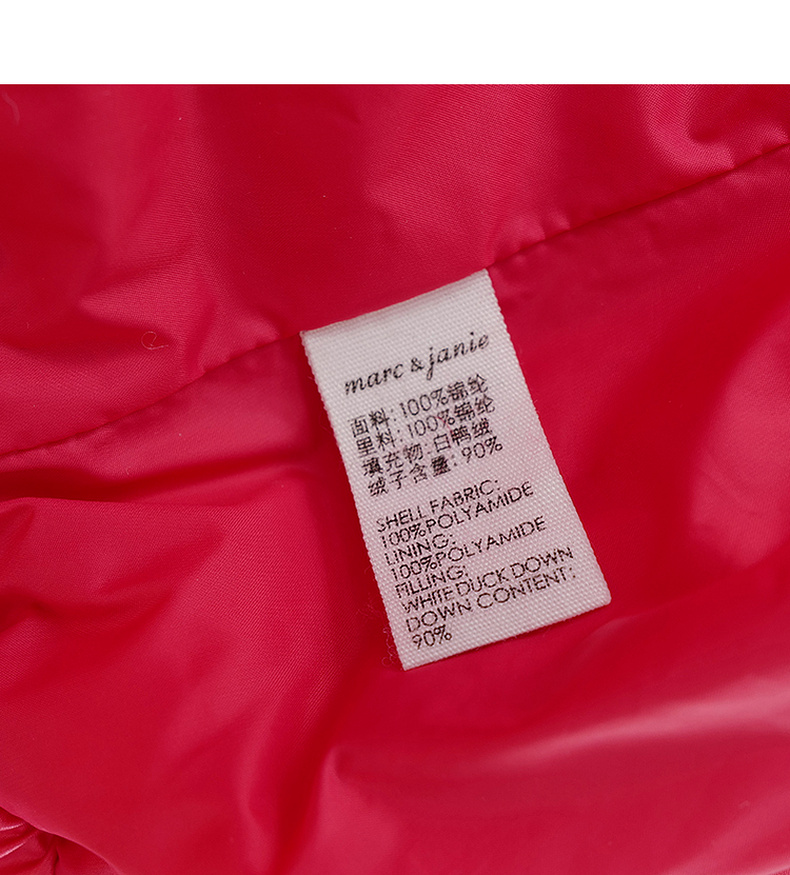 marc & janie
面料: 100%锦纶
里料: 100%锦纶
填充物: 白鸭绒
绒子含量: 90%
SHELL FABRIC:
100%POLYAMIDE
LINING:
100%POLYAMIDE
FILLING:
WHITE DUCK DOWN
DOWN CONTENT:
90%